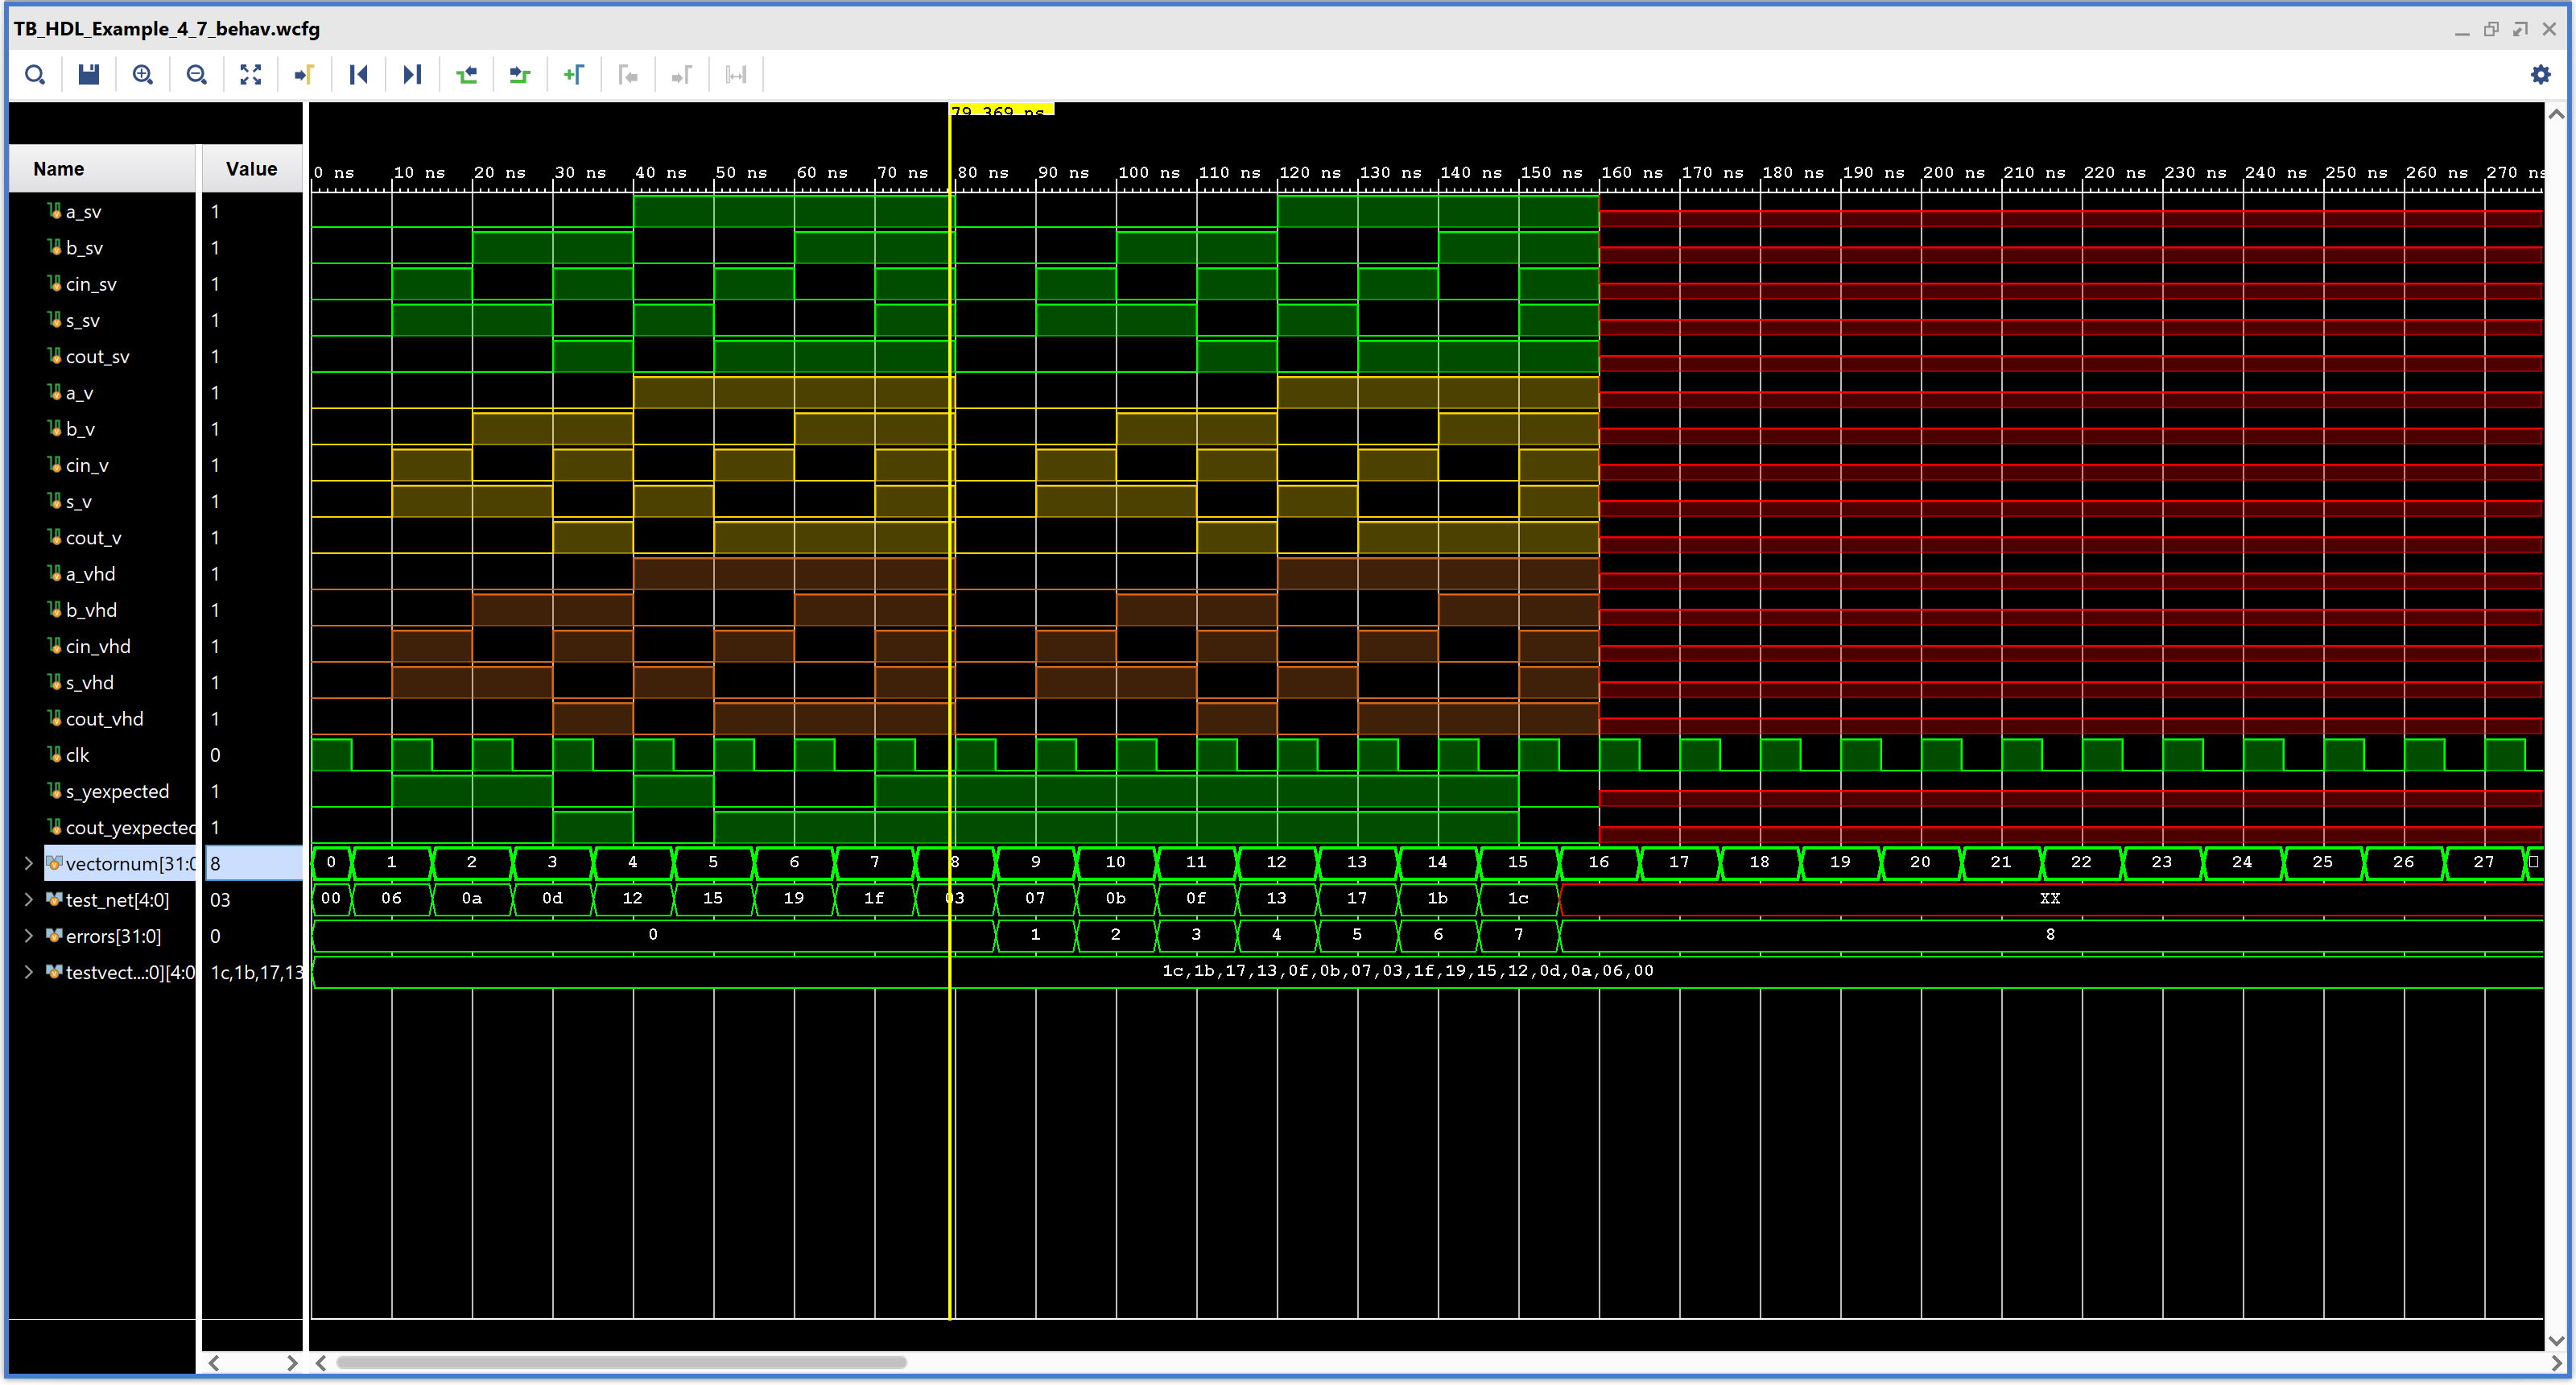 TB_HDL_Example_4_7_behav.wcfg
79.369 ns
Name Value
0 ns 10 ns 20 ns 30 ns 40 ns 50 ns 60 ns 70 ns 80 ns 90 ns 100 ns 110 ns 120 ns 130 ns 140 ns 150 ns 160 ns 170 ns 180 ns 190 ns 200 ns 210 ns 220 ns 230 ns 240 ns 250 ns 260 ns 270 ns
a_sv 1
b_sv 1
cin_sv 1
s_sv 1
cout_sv 1
a_v 1
b_v 1
cin_v 1
s_v 1
cout_v 1
a_vhd 1
b_vhd 1
cin_vhd 1
s_vhd 1
cout_vhd 1
clk 0
s_yexpected 1
cout_yexpected 1
vectornum[31:0 8 0 1 2 3 4 5 6 7 8 9 10 11 12 13 14 15 16 17 18 19 20 21 22 23 24 25 26 27
test_net[4:0] 03 00 06 0a 0d 12 15 19 1f 03 07 0b 0f 13 17 1b 1c XX
errors[31:0] 0 0 1 2 3 4 5 6 7 8
testvect...:0][4:0 1c,1b,17,13 1c,1b,17,13,0f,0b,07,03,1f,19,15,12,0d,0a,06,00